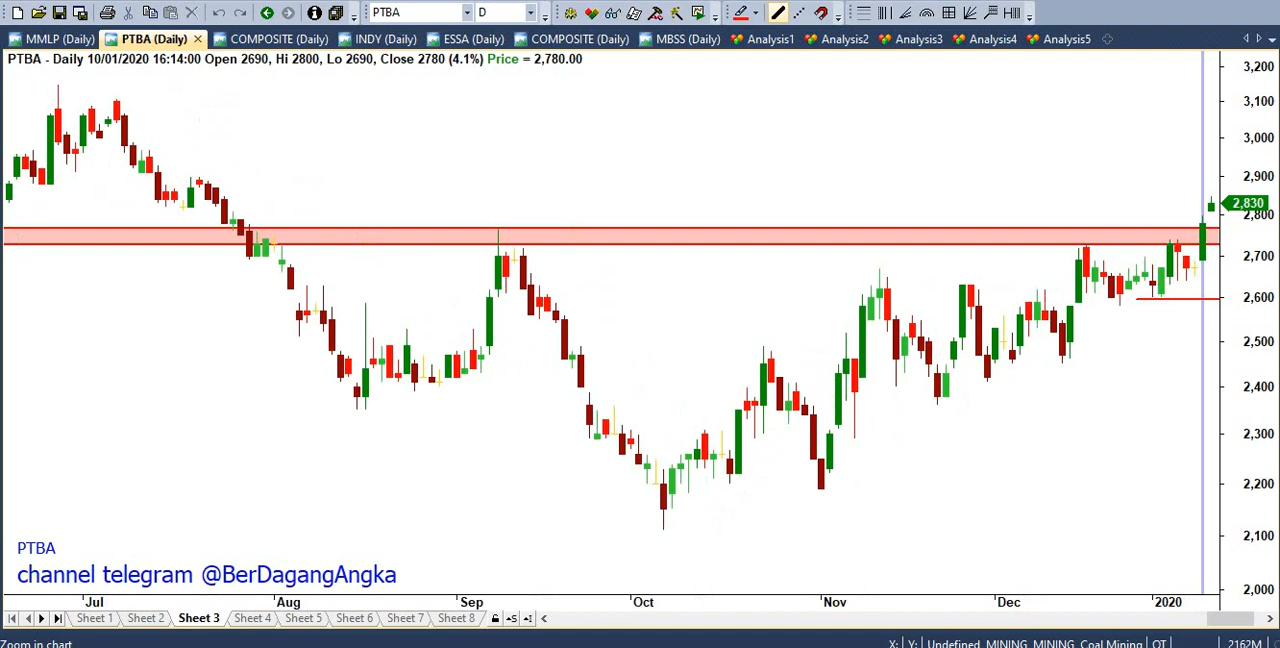 PTBA D
MMLP (Daily) PTBA (Daily) COMPOSITE (Daily) INDY (Daily) ESSA (Daily) COMPOSITE (Daily) MBSS (Daily) Analysis1 Analysis2 Analysis3 Analysis4 Analysis5
PTBA - Daily 10/01/2020 16:14:00 Open 2690, Hi 2800, Lo 2690, Close 2780 (4.1%) Price = 2,780.00
3,200
3,100
3,000
2,900
2,830
2,800
2,700
2,600
2,500
2,400
2,300
2,200
2,100
2,000
PTBA
channel telegram @BerDagangAngka
Jul Aug Sep Oct Nov Dec 2020
Sheet 1 Sheet 2 Sheet 3 Sheet 4 Sheet 5 Sheet 6 Sheet 7 Sheet 8
Zoom in chart X: Y: Undefined, MINING, MINING, Coal Mining OT 2162M